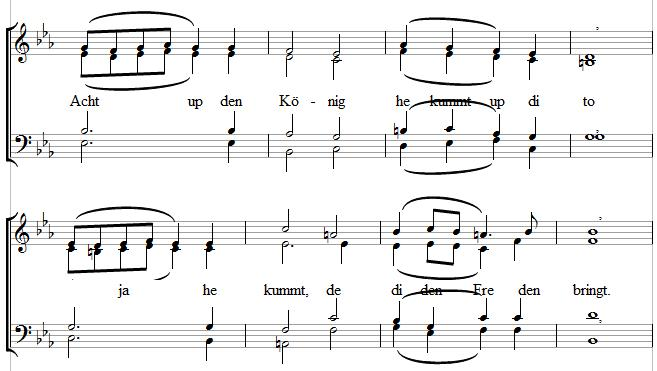 Acht up den Kö - nig he kummt up di to
ja he kummt, de di den Ere den bringt.